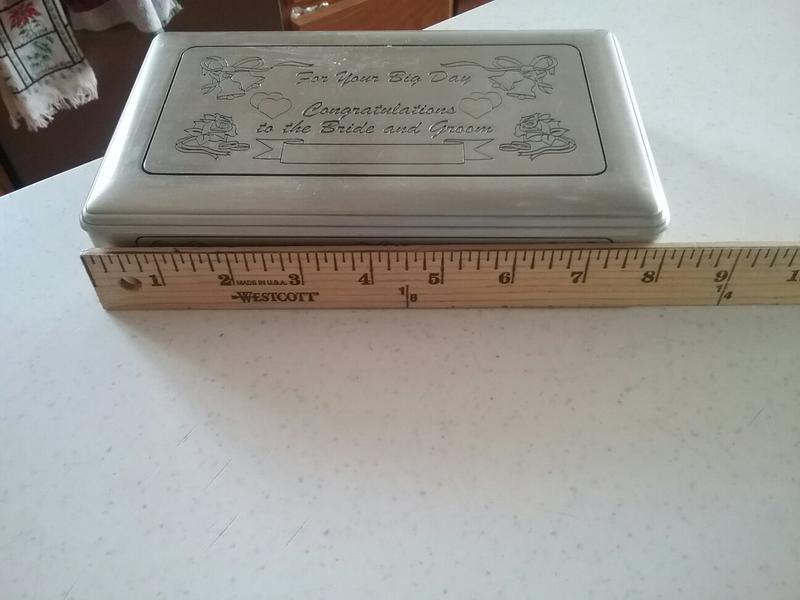 For Your Big Day
Congratulations
to the Bride and Groom
1 2 3 4 5 6 7 8 9
MADE IN U.S.A.
WESTCOTT
1/8
1/4